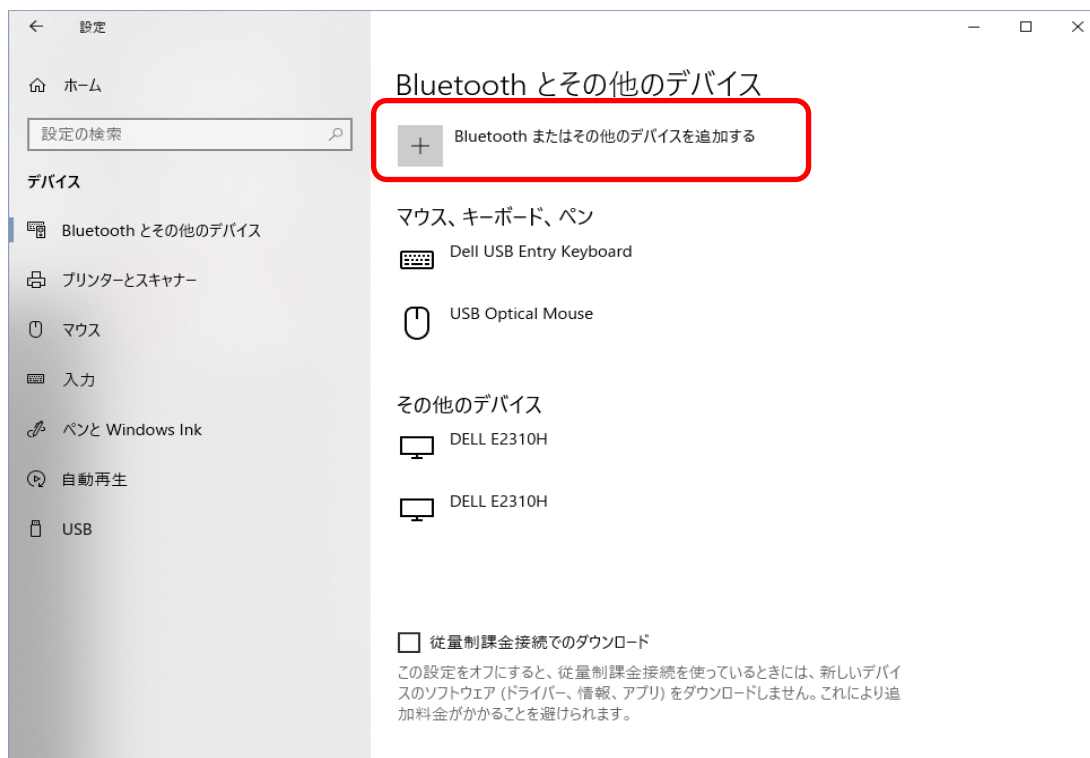 設定
ホーム
設定の検索
デバイス
Bluetooth とその他のデバイス
プリンターとスキャナー
マウス
入力
ペンと Windows Ink
自動再生
USB
Bluetooth とその他のデバイス
Bluetooth またはその他のデバイスを追加する
マウス、キーボード、ペン
Dell USB Entry Keyboard
USB Optical Mouse
その他のデバイス
DELL E2310H
DELL E2310H
従量制課金接続でのダウンロード
この設定をオフにすると、従量制課金接続を使っているときには、新しいデバイ
スのソフトウェア (ドライバー、情報、アプリ) をダウンロードしません。これにより追
加料金がかかることを避けられます。